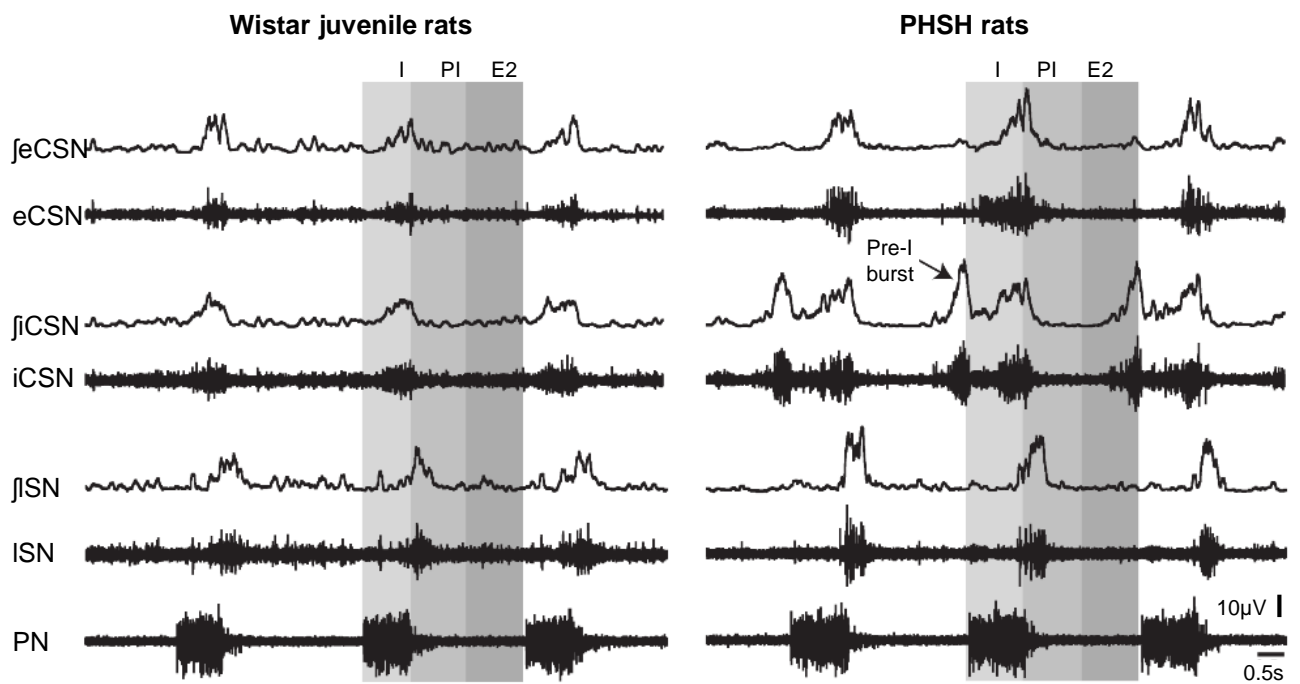 Wistar juvenile rats
PHSH rats
I PI E2
I PI E2
∫eCSN
eCSN
Pre-I
burst
∫iCSN
iCSN
∫lSN
lSN
PN
10µV
0.5s